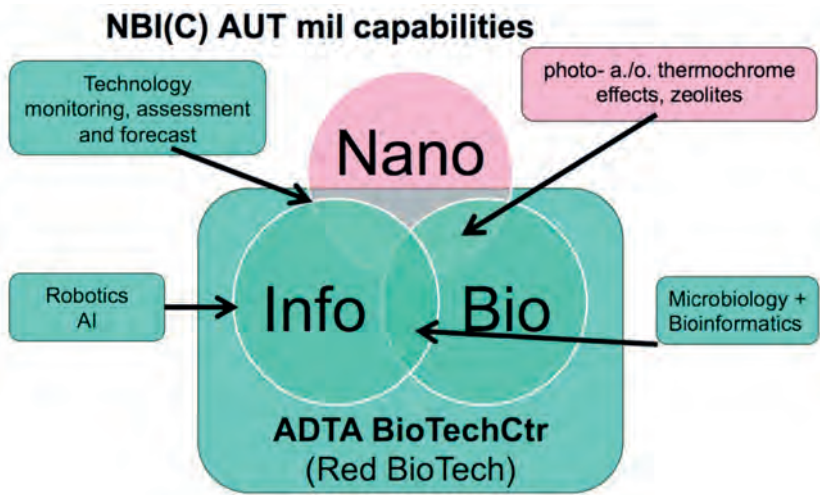 NBI(C) AUT mil capabilities
Technology
monitoring, assessment
and forecast
photo- a./o. thermochrome
effects, zeolites
Nano
Robotics
AI
Info
Bio
Microbiology +
Bioinformatics
ADTA BioTechCtr
(Red BioTech)